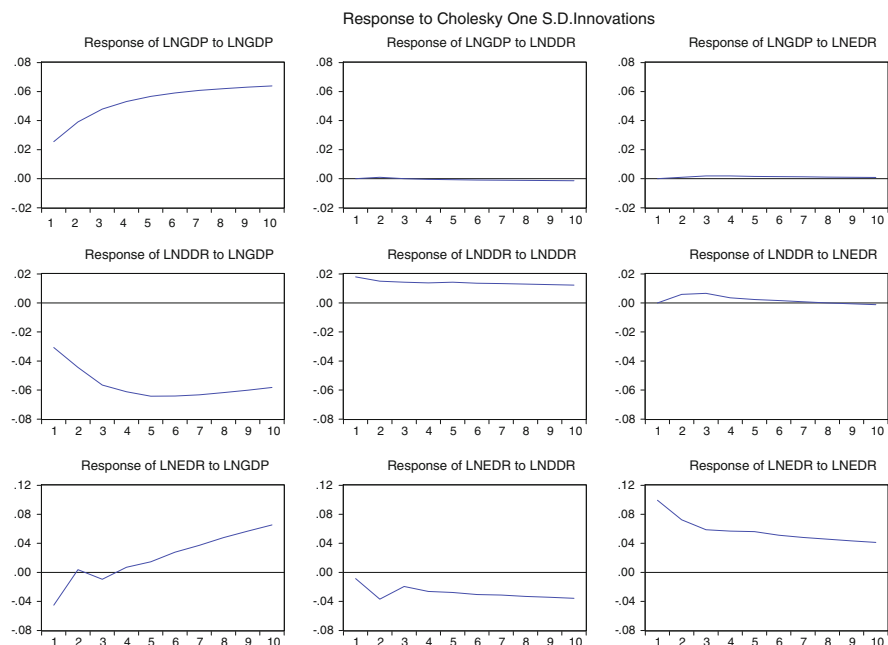 Response to Cholesky One S.D.Innovations
Response of LNGDP to LNGDP
Response of LNGDP to LNDDR
Response of LNGDP to LNEDR
.08
.06
.04
.02
.00
-.02
1 2 3 4 5 6 7 8 9 10
.08
.06
.04
.02
.00
-.02
1 2 3 4 5 6 7 8 9 10
.08
.06
.04
.02
.00
-.02
1 2 3 4 5 6 7 8 9 10
Response of LNDDR to LNGDP
Response of LNDDR to LNDDR
Response of LNDDR to LNEDR
.02
.00
-.02
-.04
-.06
-.08
1 2 3 4 5 6 7 8 9 10
.02
.00
-.02
-.04
-.06
-.08
1 2 3 4 5 6 7 8 9 10
.02
.00
-.02
-.04
-.06
-.08
1 2 3 4 5 6 7 8 9 10
Response of LNEDR to LNGDP
Response of LNEDR to LNDDR
Response of LNEDR to LNEDR
.12
.08
.04
.00
-.04
-.08
1 2 3 4 5 6 7 8 9 10
.12
.08
.04
.00
-.04
-.08
1 2 3 4 5 6 7 8 9 10
.12
.08
.04
.00
-.04
-.08
1 2 3 4 5 6 7 8 9 10